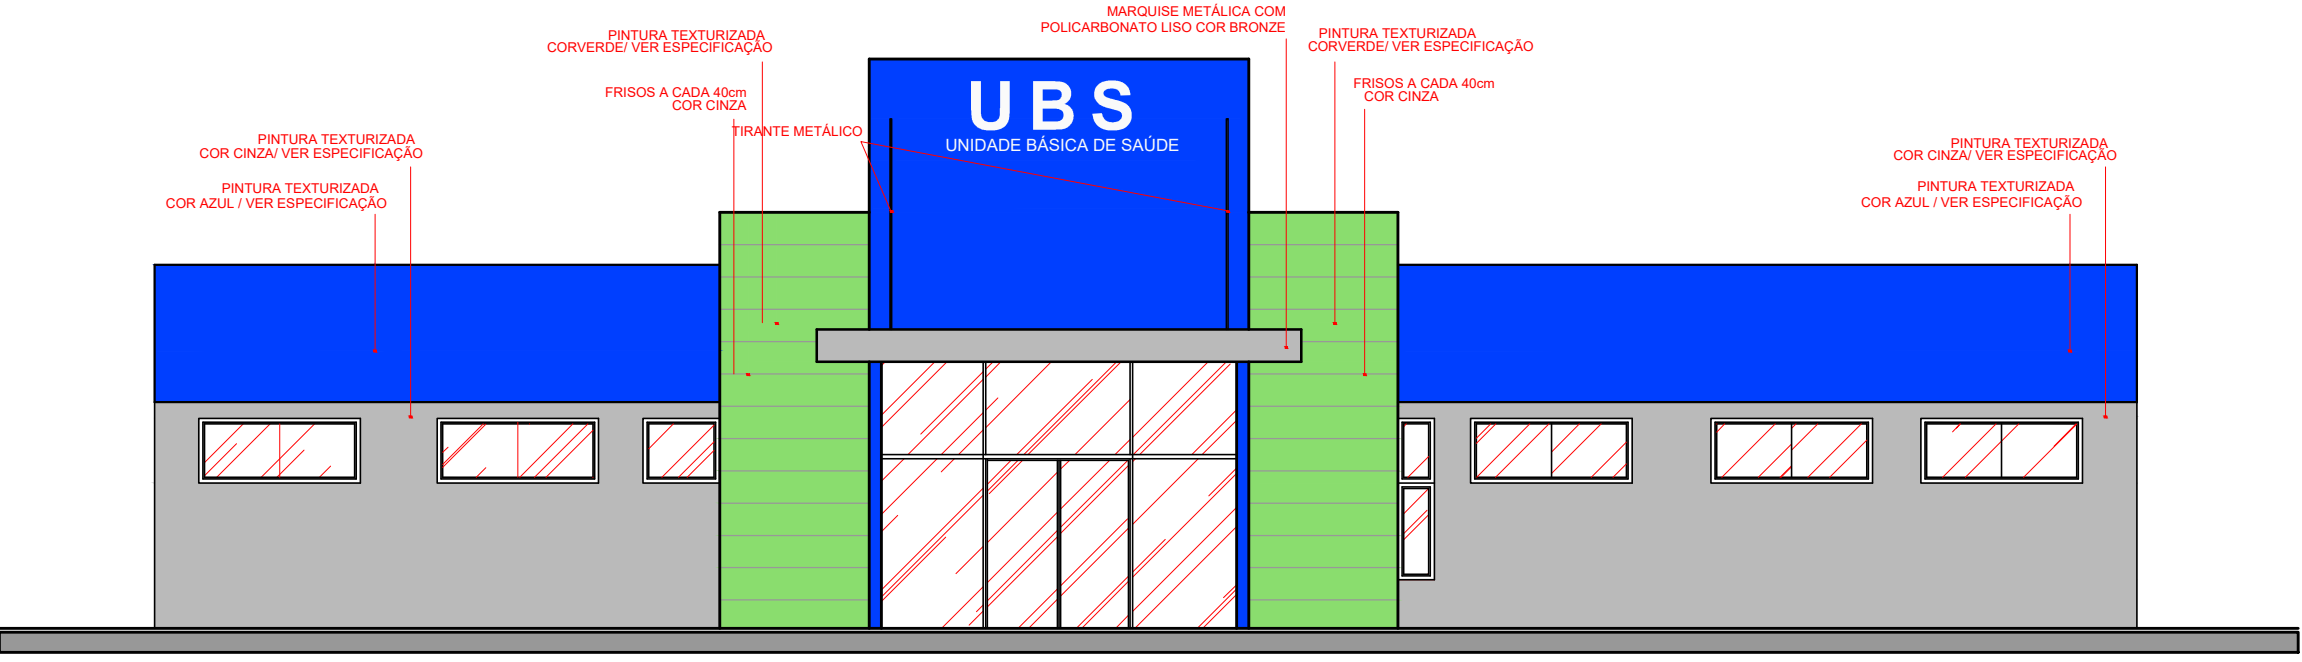 MARQUISE METÁLICA COM
POLICARBONATO LISO COR BRONZE
PINTURA TEXTURIZADA
CORVERDE/ VER ESPECIFICAÇÃO
PINTURA TEXTURIZADA
CORVERDE/ VER ESPECIFICAÇÃO
FRISOS A CADA 40cm
COR CINZA
FRISOS A CADA 40cm
COR CINZA
UBS
UNIDADE BÁSICA DE SAÚDE
TIRANTE METÁLICO
PINTURA TEXTURIZADA
COR CINZA/ VER ESPECIFICAÇÃO
PINTURA TEXTURIZADA
COR AZUL / VER ESPECIFICAÇÃO
PINTURA TEXTURIZADA
COR CINZA/ VER ESPECIFICAÇÃO
PINTURA TEXTURIZADA
COR AZUL / VER ESPECIFICAÇÃO